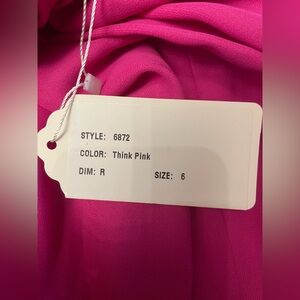 STYLE: 6872
COLOR: Think Pink
DIM: R SIZE: 6